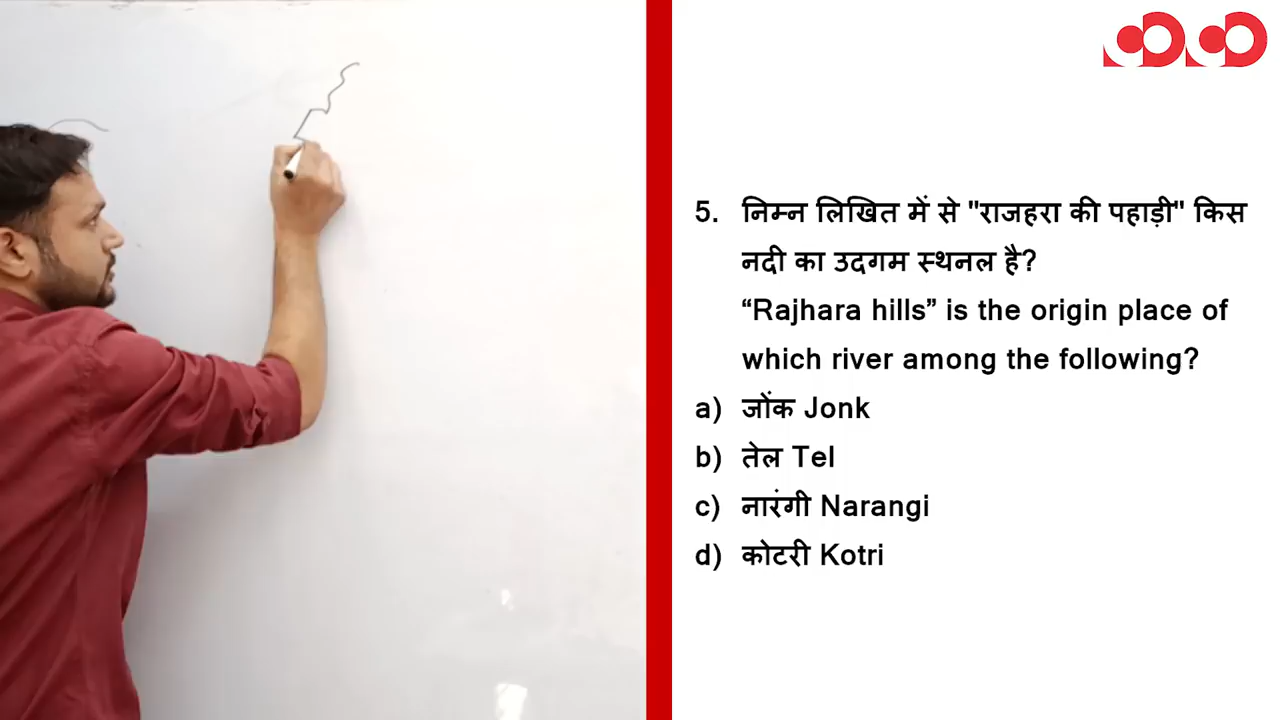 5. निम्न लिखित में से "राजहरा की पहाड़ी" किस
नदी का उदगम स्थनल है?
“Rajhara hills” is the origin place of
which river among the following?
a) जोंक Jonk
b) तेल Tel
c) नारंगी Narangi
d) कोटरी Kotri